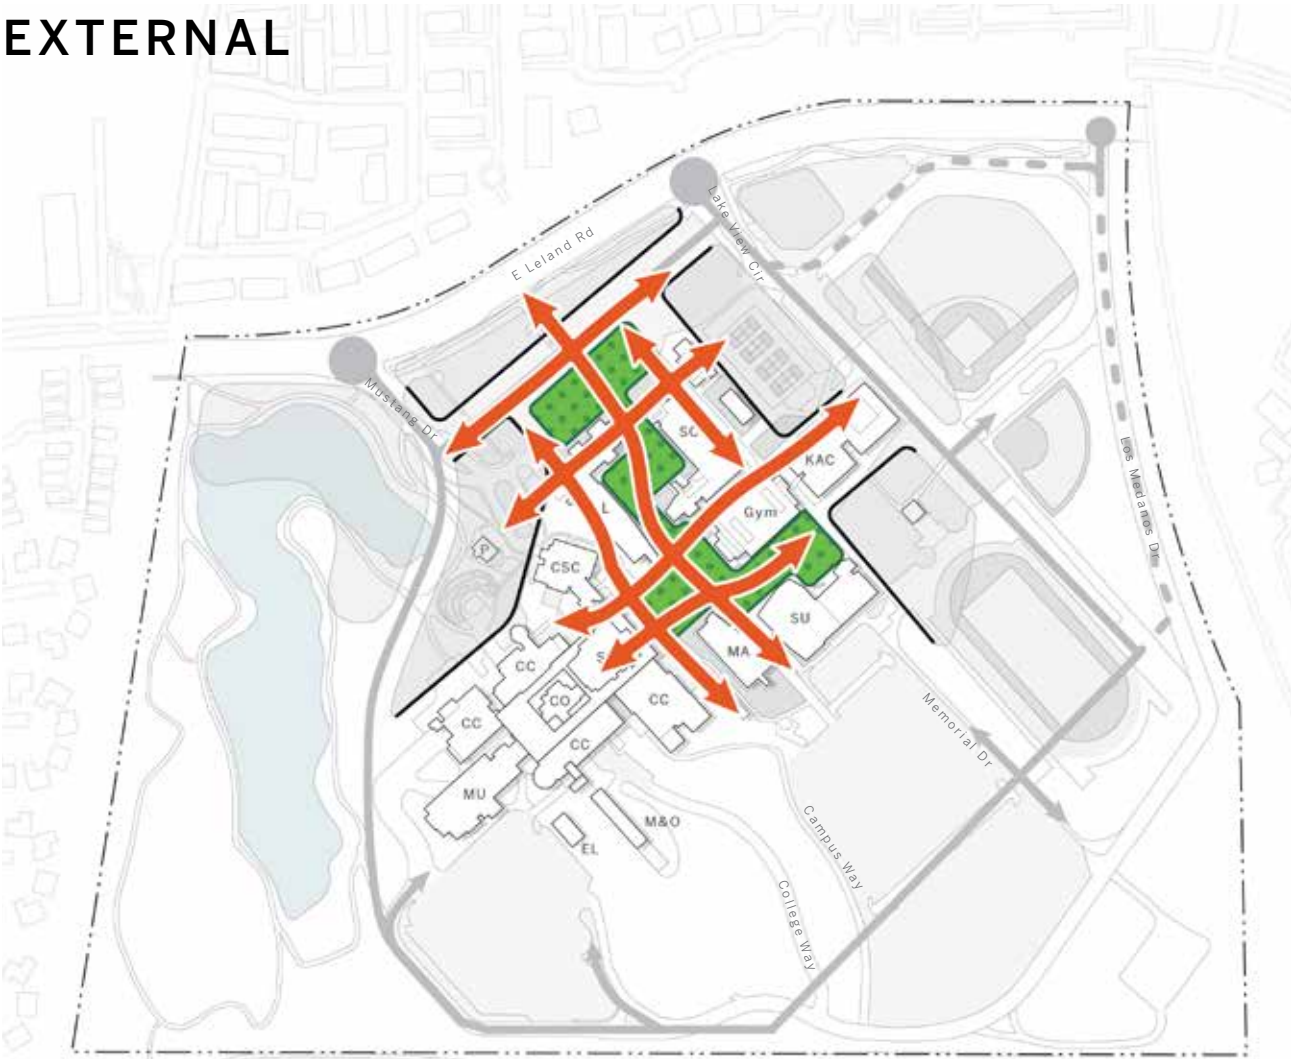 EXTERNAL
Lake View Cir
E Leland Rd
Mustang Dr
SC
KAC
Los Medanos Dr
L
Gym
P
CSC
SU
MA
CC
S
CO
CC
CC
CC
Memorial Dr
MU
M&O
EL
Campus Way
College Way